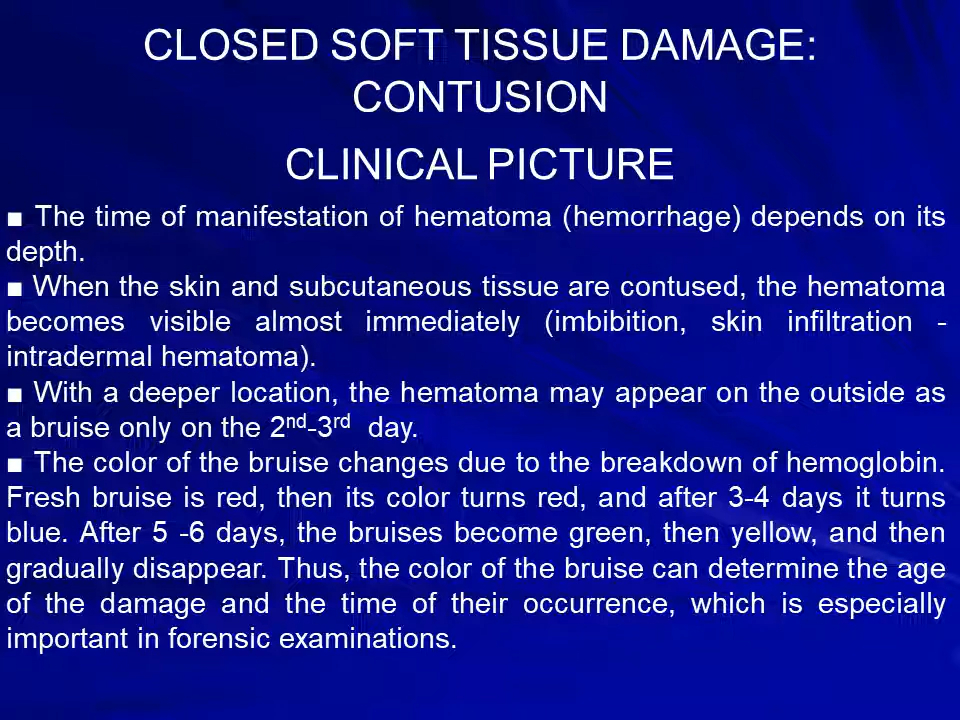 CLOSED SOFT TISSUE DAMAGE:
CONTUSION
CLINICAL PICTURE
■ The time of manifestation of hematoma (hemorrhage) depends on its
depth.
■ When the skin and subcutaneous tissue are contused, the hematoma
becomes visible almost immediately (imbibition, skin infiltration -
intradermal hematoma).
■ With a deeper location, the hematoma may appear on the outside as
a bruise only on the 2nd-3rd day.
■ The color of the bruise changes due to the breakdown of hemoglobin.
Fresh bruise is red, then its color turns red, and after 3-4 days it turns
blue. After 5 -6 days, the bruises become green, then yellow, and then
gradually disappear. Thus, the color of the bruise can determine the age
of the damage and the time of their occurrence, which is especially
important in forensic examinations.